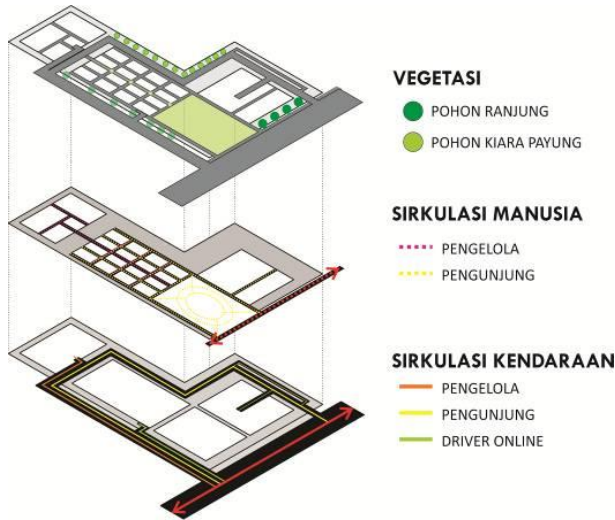 VEGETASI
POHON RANJUNG
POHON KIARA PAYUNG
SIRKULASI MANUSIA
PENGELOLA
PENGUNJUNG
SIRKULASI KENDARAAN
PENGELOLA
PENGUNJUNG
DRIVER ONLINE